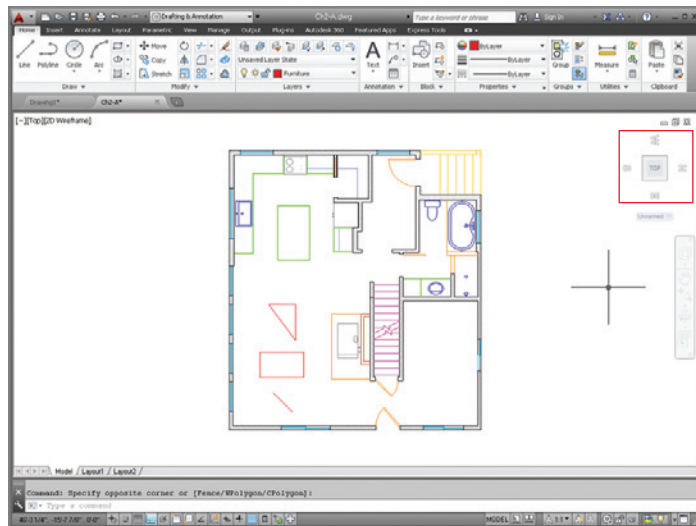 Drafting & Annotation
Ch2-A.dwg
Type a keyword or phrase
Sign In
Home Insert Annotate Layout Parametric View Manage Output Plug-ins Autodesk 360 Featured Apps Express Tools
Line Polyline Circle Arc
Move
Copy
Stretch
Unsaved Layer State
Furniture
Text
Insert
ByLayer
ByLayer
ByLayer
Group
Measure
Paste
Draw Modify Layers Annotation Block Properties Groups Utilities Clipboard
Drawing1* Ch2-A*
[-][Top][2D Wireframe]
TOP
Unnamed
Model Layout1 Layout2
Command: Specify opposite corner or [Fence/WPolygon/CPolygon]:
Type a command
MODEL